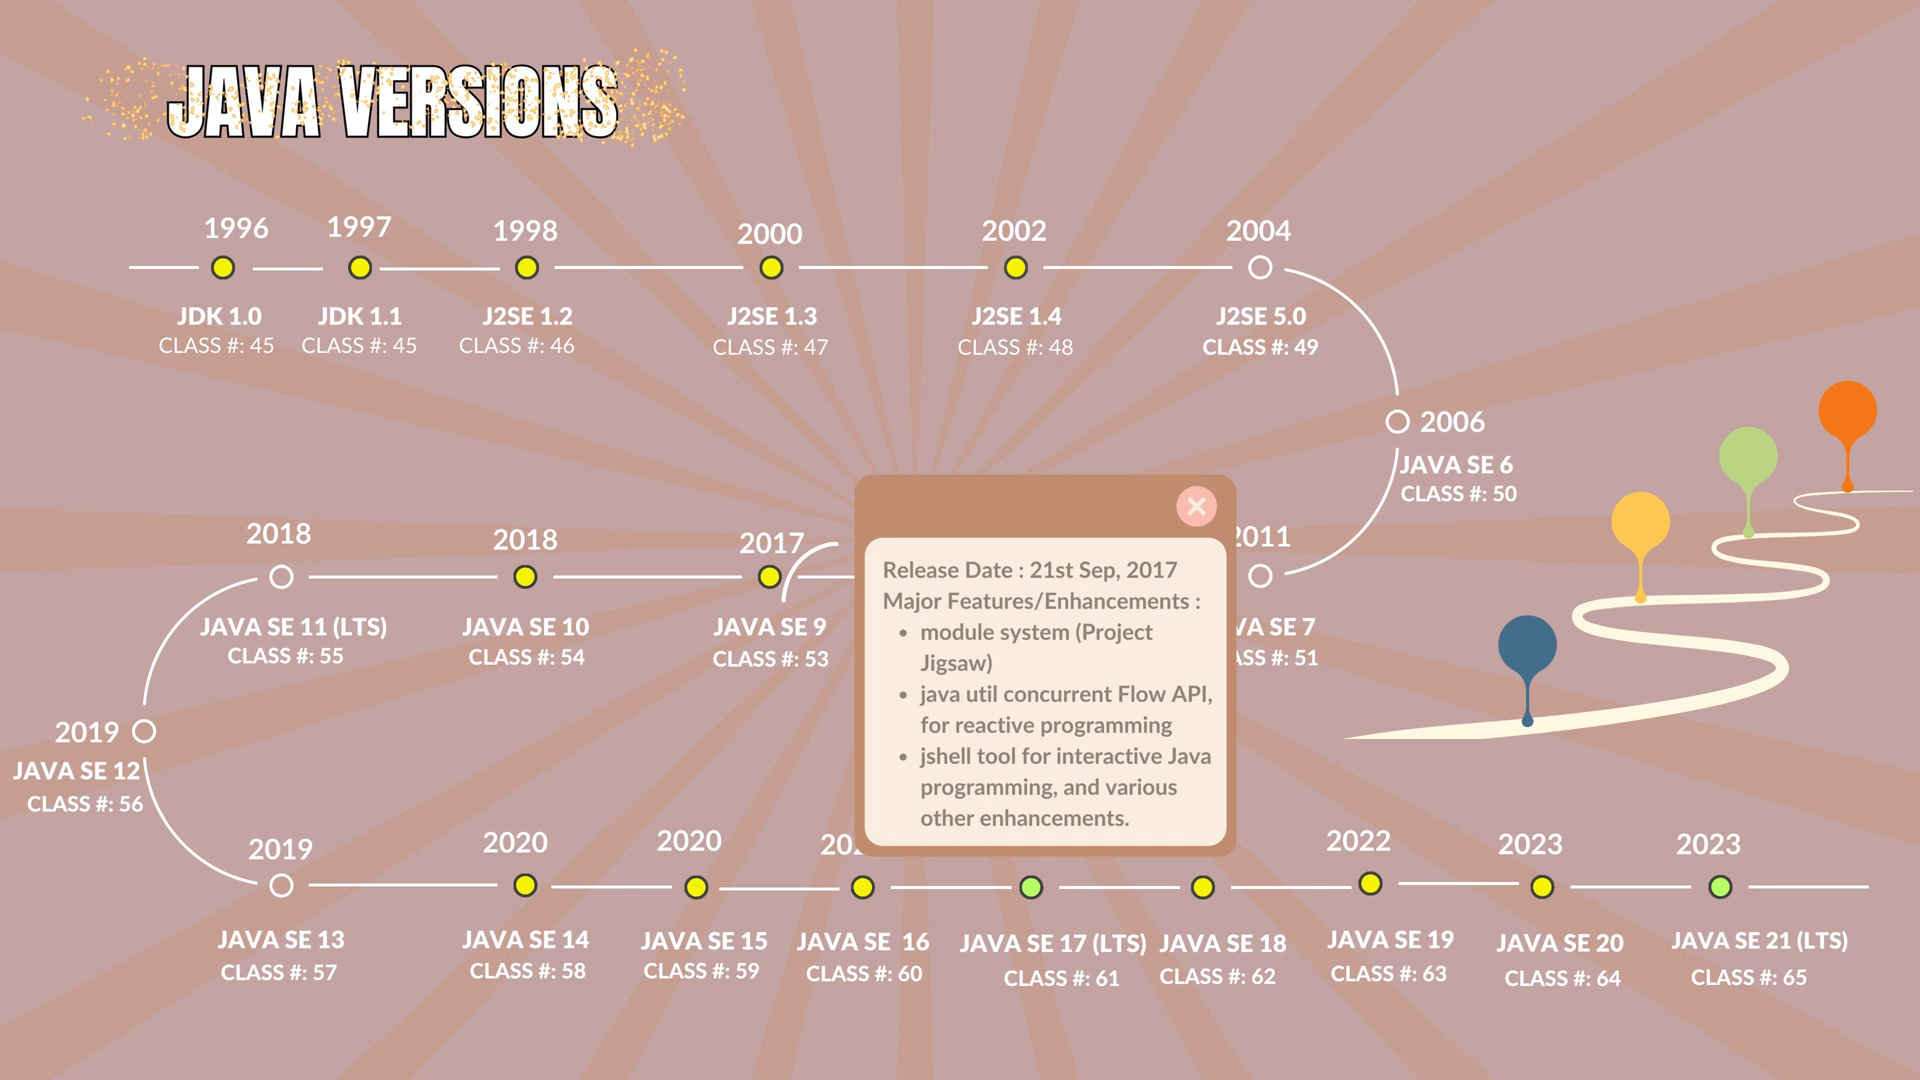 JAVA VERSIONS
1996
1997
1998
2000
2002
2004
JDK 1.0
JDK 1.1
J2SE 1.2
J2SE 1.3
J2SE 1.4
J2SE 5.0
CLASS #: 45
CLASS #: 45
CLASS #: 46
CLASS #: 47
CLASS #: 48
CLASS #: 49
2006
JAVA SE 6
CLASS #: 50
2011
VA SE 7
ASS #: 51
Release Date : 21st Sep, 2017
Major Features/Enhancements :
• module system (Project
Jigsaw)
• java util concurrent Flow API,
for reactive programming
• jshell tool for interactive Java
programming, and various
other enhancements.
2017
JAVA SE 9
CLASS #: 53
2018
JAVA SE 10
CLASS #: 54
2018
JAVA SE 11 (LTS)
CLASS #: 55
2019
JAVA SE 12
CLASS #: 56
2019
JAVA SE 13
CLASS #: 57
2020
JAVA SE 14
CLASS #: 58
2020
JAVA SE 15
CLASS #: 59
JAVA SE 16
CLASS #: 60
JAVA SE 17 (LTS)
CLASS #: 61
JAVA SE 18
CLASS #: 62
2022
JAVA SE 19
CLASS #: 63
2023
JAVA SE 20
CLASS #: 64
2023
JAVA SE 21 (LTS)
CLASS #: 65